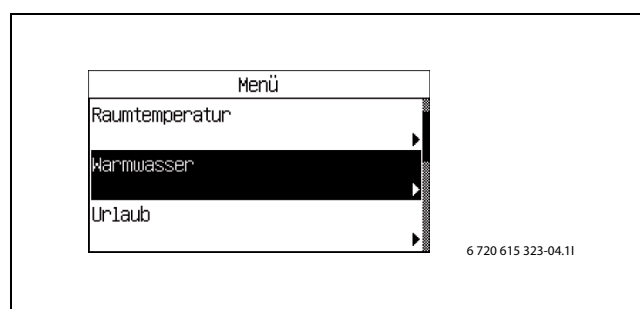 Menü
Raumtemperatur
Warmwasser
Urlaub
6 720 615 323-04.1I